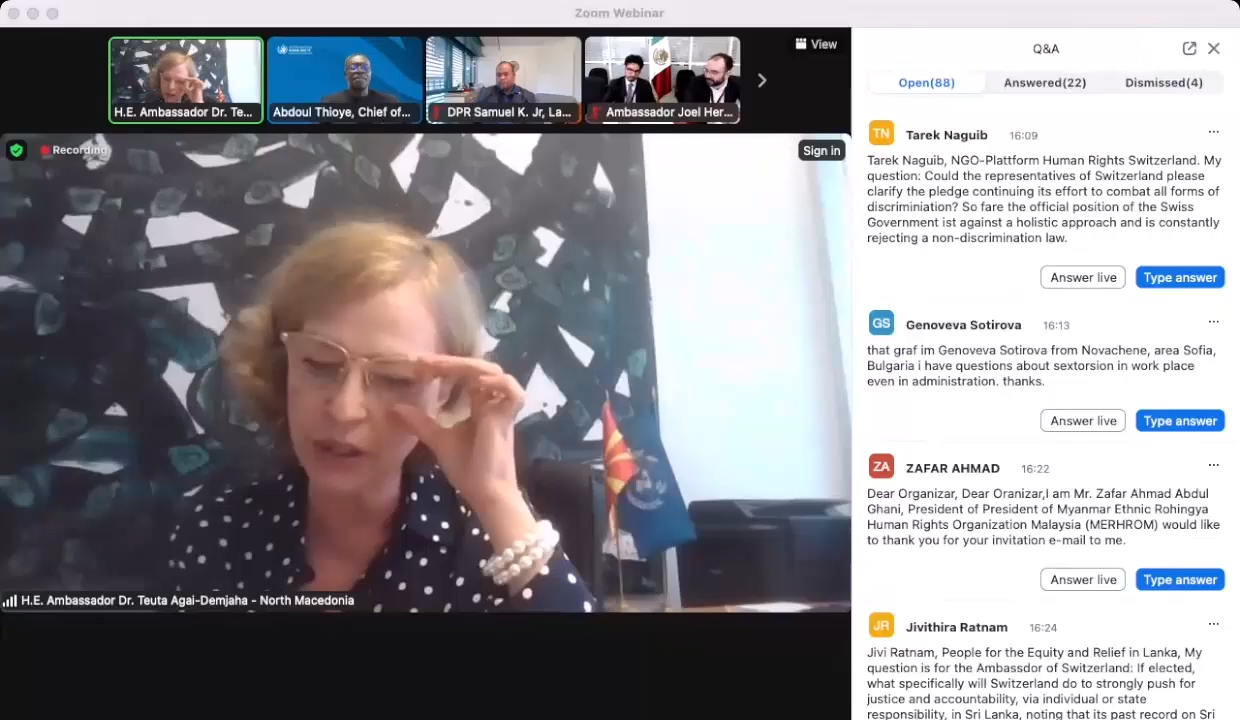 Zoom Webinar
View
H.E. Ambassador Dr. Te...
Abdoul Thioye, Chief of...
DPR Samuel K. Jr, La...
Ambassador Joel Her...
Recording
Sign in
H.E. Ambassador Dr. Teuta Agai-Demjaha - North Macedonia
Q&A
Open(88)
Answered(22)
Dismissed(4)
TN
Tarek Naguib 16:09
Tarek Naguib, NGO-Plattform Human Rights Switzerland. My
question: Could the representatives of Switzerland please
clarify the pledge continuing its effort to combat all forms of
discriminiation? So fare the official position of the Swiss
Government ist against a holistic approach and is constantly
rejecting a non-discrimination law.
Answer live
Type answer
GS
Genoveva Sotirova 16:13
that graf im Genoveva Sotirova from Novachene, area Sofia,
Bulgaria i have questions about sextorsion in work place
even in administration. thanks.
Answer live
Type answer
ZA
ZAFAR AHMAD 16:22
Dear Organizar, Dear Oranizar,I am Mr. Zafar Ahmad Abdul
Ghani, President of President of Myanmar Ethnic Rohingya
Human Rights Organization Malaysia (MERHROM) would like
to thank you for your invitation e-mail to me.
Answer live
Type answer
JR
Jivithira Ratnam 16:24
Jivi Ratnam, People for the Equity and Relief in Lanka, My
question is for the Ambassdor of Switzerland: If elected,
what specifically will Switzerland do to strongly push for
justice and accountability, via individual or state
responsibility, in Sri Lanka, noting that its past record on Sri